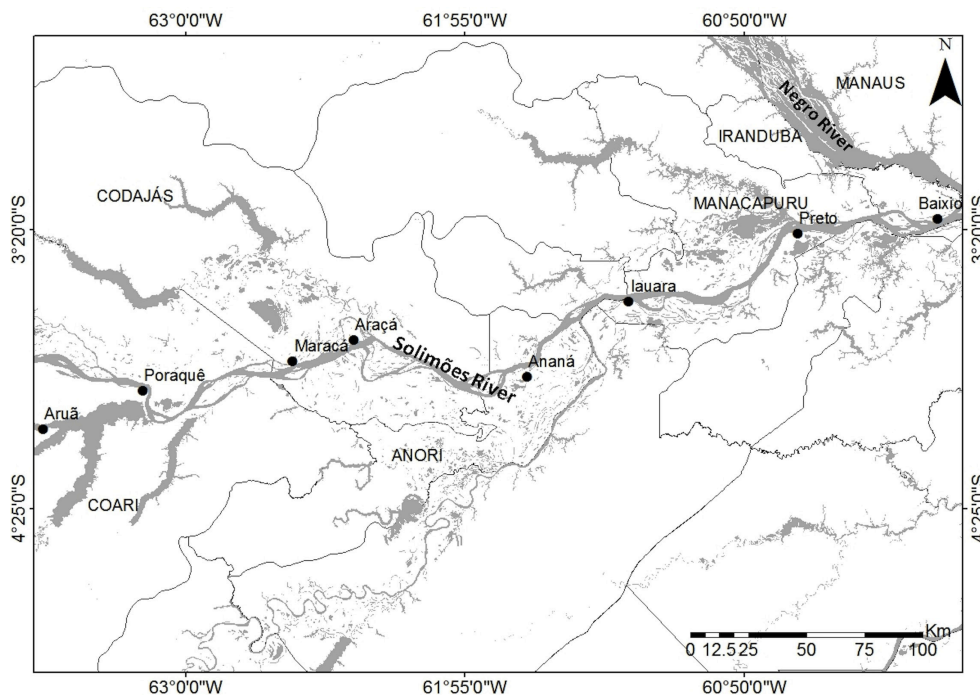 63°0'0"W 61°55'0"W 60°50'0"W
N
MANAUS
Negro River
IRANDUBA
CODAJÁS
MANACAPURU
Baixio
Preto
3°20'0"S 3°20'0"S
Iauara
Araçá
Maracá
Solimões River
Ananá
Poraquê
Aruã
ANORÍ
COARI
4°25'0"S 4°25'0"S
Km
0 12.5 25 50 75 100
63°0'0"W 61°55'0"W 60°50'0"W